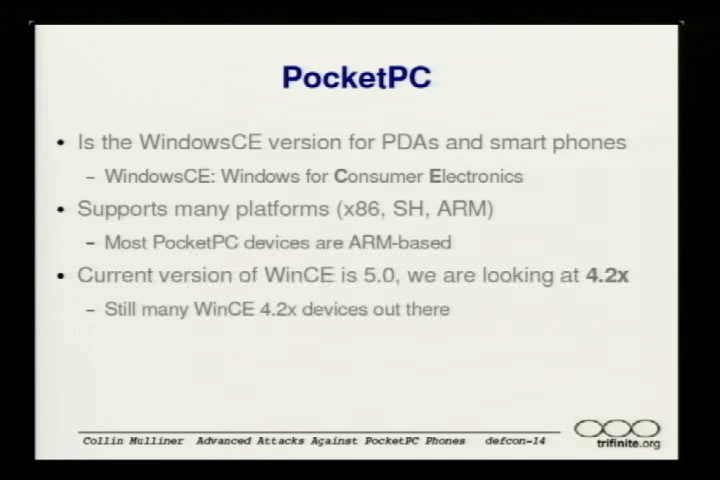 PocketPC
• Is the WindowsCE version for PDAs and smart phones
– WindowsCE: Windows for Consumer Electronics
• Supports many platforms (x86, SH, ARM)
– Most PocketPC devices are ARM-based
• Current version of WinCE is 5.0, we are looking at 4.2x
– Still many WinCE 4.2x devices out there
Collin Mulliner Advanced Attacks Against PocketPC Phones defcon-14
trifinite.org